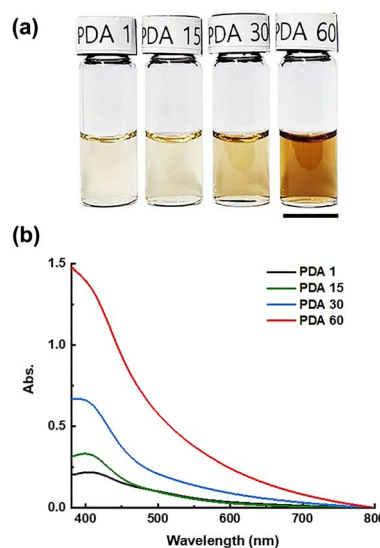 (a)
PDA 1 PDA 15 PDA 30 PDA 60
(b)
1.5
1.0
0.5
0.0
Abs.
PDA 1
PDA 15
PDA 30
PDA 60
400 500 600 700 800
Wavelength (nm)